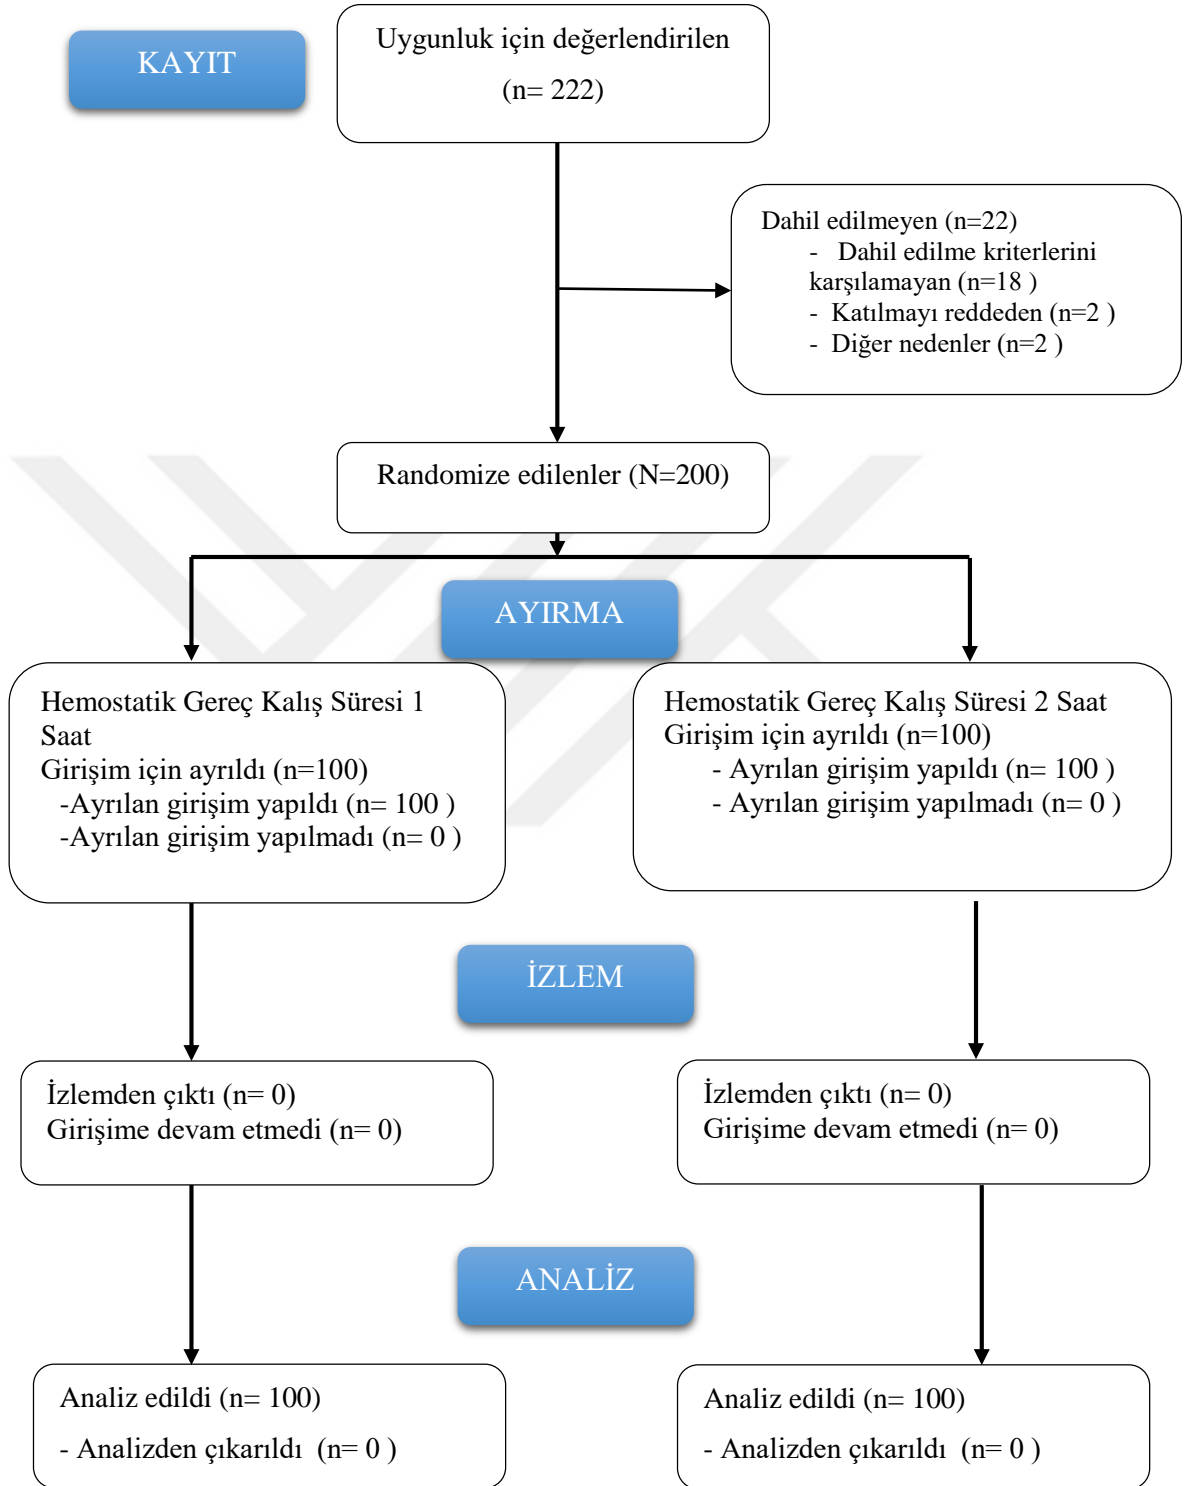 KAYIT
Uygunluk için değerlendirilen
(n= 222)
Dahil edilmeyen (n=22)
- Dahil edilme kriterlerini
karşılamayan (n=18 )
- Katılmayı reddeden (n=2 )
- Diğer nedenler (n=2 )
Randomize edilenler (N=200)
AYIRMA
Hemostatik Gereç Kalış Süresi 1
Saat
Girişim için ayrıldı (n=100)
-Ayrılan girişim yapıldı (n= 100 )
-Ayrılan girişim yapılmadı (n= 0 )
Hemostatik Gereç Kalış Süresi 2 Saat
Girişim için ayrıldı (n=100)
- Ayrılan girişim yapıldı (n= 100 )
- Ayrılan girişim yapılmadı (n= 0 )
İZLEM
İzlemden çıktı (n= 0)
Girişime devam etmedi (n= 0)
İzlemden çıktı (n= 0)
Girişime devam etmedi (n= 0)
ANALİZ
Analiz edildi (n= 100)
- Analizden çıkarıldı (n= 0 )
Analiz edildi (n= 100)
- Analizden çıkarıldı (n= 0 )